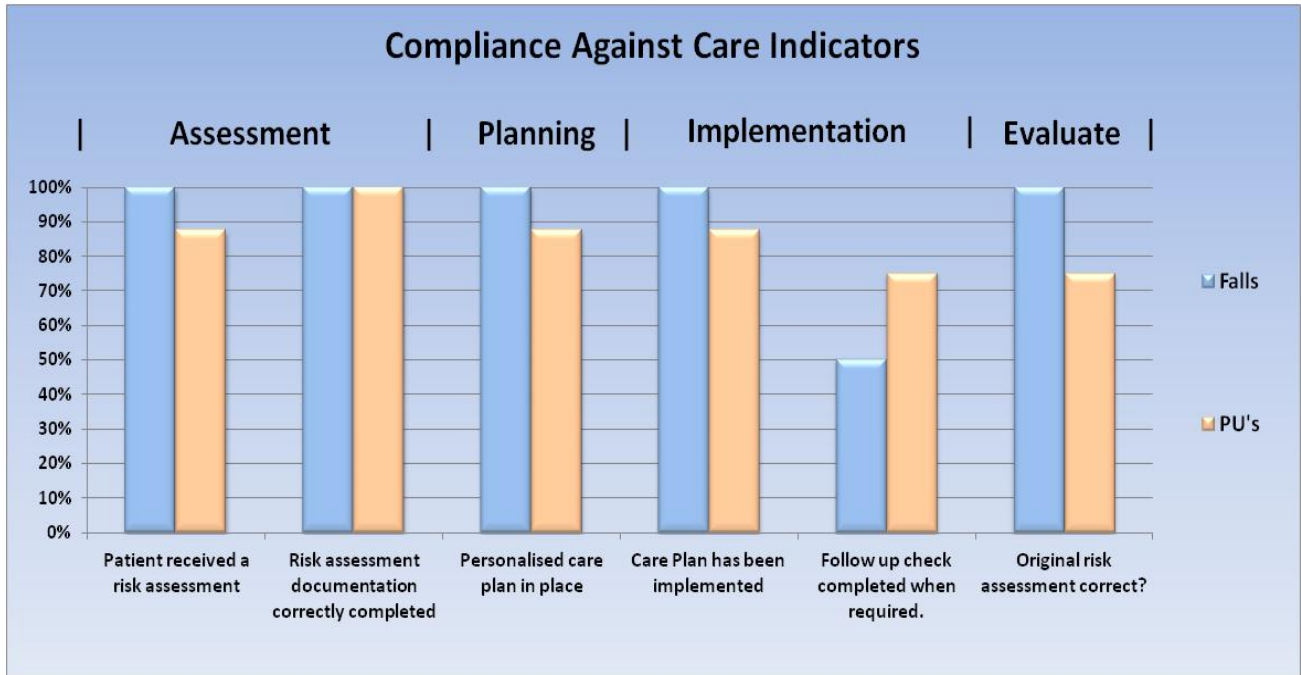 Compliance Against Care Indicators
| Assessment | Planning | Implementation | Evaluate |
100%
90%
80%
70%
60%
50%
40%
30%
20%
10%
0%
Patient received a
risk assessment
Risk assessment
documentation
correctly completed
Personalised care
plan in place
Care Plan has been
implemented
Follow up check
completed when
required.
Original risk
assessment correct?
Falls
PU's